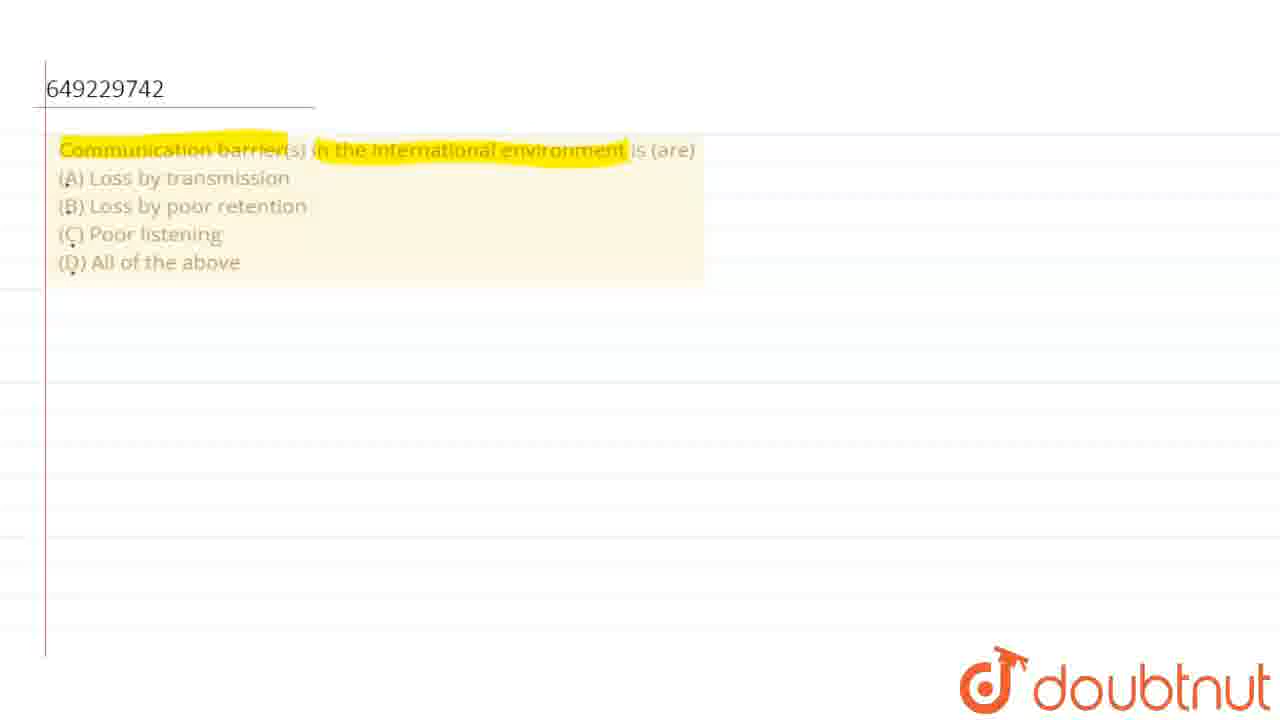 649229742
Communication barrier(s) in the international environment is (are)
(A) Loss by transmission
(B) Loss by poor retention
(C) Poor listening
(D) All of the above
doubtnut